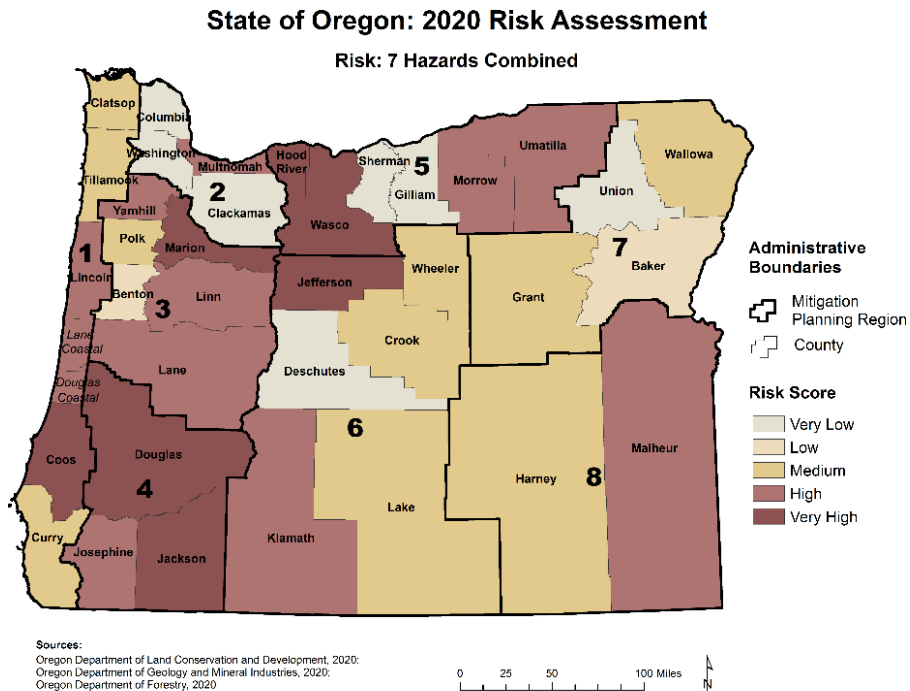 State of Oregon: 2020 Risk Assessment
Risk: 7 Hazards Combined
Clatsop
Columbia
Washington
Tillamook
Multnomah
Hood
River
Sherman
5
Gilliam
Morrow
Umatilla
Wallowa
Union
2
Clackamas
Yamhill
Wasco
Polk
Marion
1
Lincoln
Jefferson
Wheeler
Grant
7
Baker
Benton
3
Linn
Lane
Coastal
Lane
Crook
Deschutes
Douglas
Coastal
Coos
Douglas
4
6
Lake
Harney
8
Malheur
Curry
Josephine
Jackson
Klamath
Administrative
Boundaries
Mitigation
Planning Region
County
Risk Score
Very Low
Low
Medium
High
Very High
Sources:
Oregon Department of Land Conservation and Development, 2020:
Oregon Department of Geology and Mineral Industries, 2020:
Oregon Department of Forestry, 2020
0 25 50 100 Miles
N